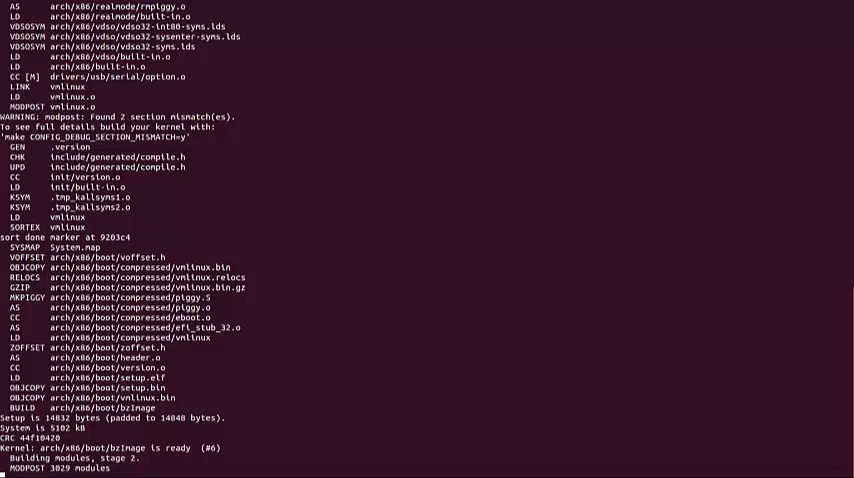 AS arch/x86/realmode/rmpiggy.o
LD arch/x86/realmode/built-in.o
VDSOSYM arch/x86/vdso/vdso32-int80-syms.lds
VDSOSYM arch/x86/vdso/vdso32-sysenter-syms.lds
VDSOSYM arch/x86/vdso/vdso32-syms.lds
LD arch/x86/vdso/built-in.o
LD arch/x86/built-in.o
CC [M] drivers/usb/serial/option.o
LINK vmlinux
LD vmlinux.o
MODPOST vmlinux.o
WARNING: modpost: Found 2 section mismatch(es).
To see full details build your kernel with:
'make CONFIG_DEBUG_SECTION_MISMATCH=y'
GEN .version
CHK include/generated/compile.h
UPD include/generated/compile.h
CC init/version.o
LD init/built-in.o
KSYM .tmp_kallsyms1.o
KSYM .tmp_kallsyms2.o
LD vmlinux
SORTEX vmlinux
sort done marker at 9203c4
SYSMAP System.map
VOFFSET arch/x86/boot/voffset.h
OBJCOPY arch/x86/boot/compressed/vmlinux.bin
RELOCS arch/x86/boot/compressed/vmlinux.relocs
GZIP arch/x86/boot/compressed/vmlinux.bin.gz
MKPIGGY arch/x86/boot/compressed/piggy.S
AS arch/x86/boot/compressed/piggy.o
CC arch/x86/boot/compressed/eboot.o
AS arch/x86/boot/compressed/efi_stub_32.o
LD arch/x86/boot/compressed/vmlinux
ZOFFSET arch/x86/boot/zoffset.h
AS arch/x86/boot/header.o
CC arch/x86/boot/version.o
LD arch/x86/boot/setup.elf
OBJCOPY arch/x86/boot/setup.bin
OBJCOPY arch/x86/boot/vmlinux.bin
BUILD arch/x86/boot/bzImage
Setup is 14832 bytes (padded to 14848 bytes).
System is 5102 kB
CRC 44f10420
Kernel: arch/x86/boot/bzImage is ready (#6)
Building modules, stage 2.
MODPOST 3029 modules